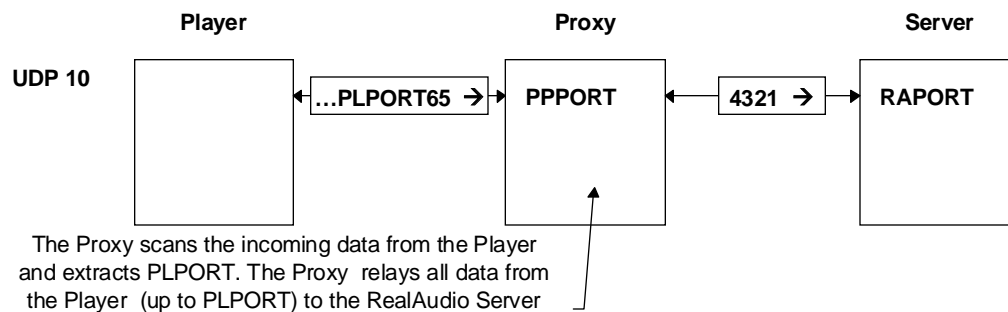 Player Proxy Server
UDP 10
…PLPORT65 → PPPORT 4321 → RAPORT
The Proxy scans the incoming data from the Player
and extracts PLPORT. The Proxy relays all data from
the Player (up to PLPORT) to the RealAudio Server